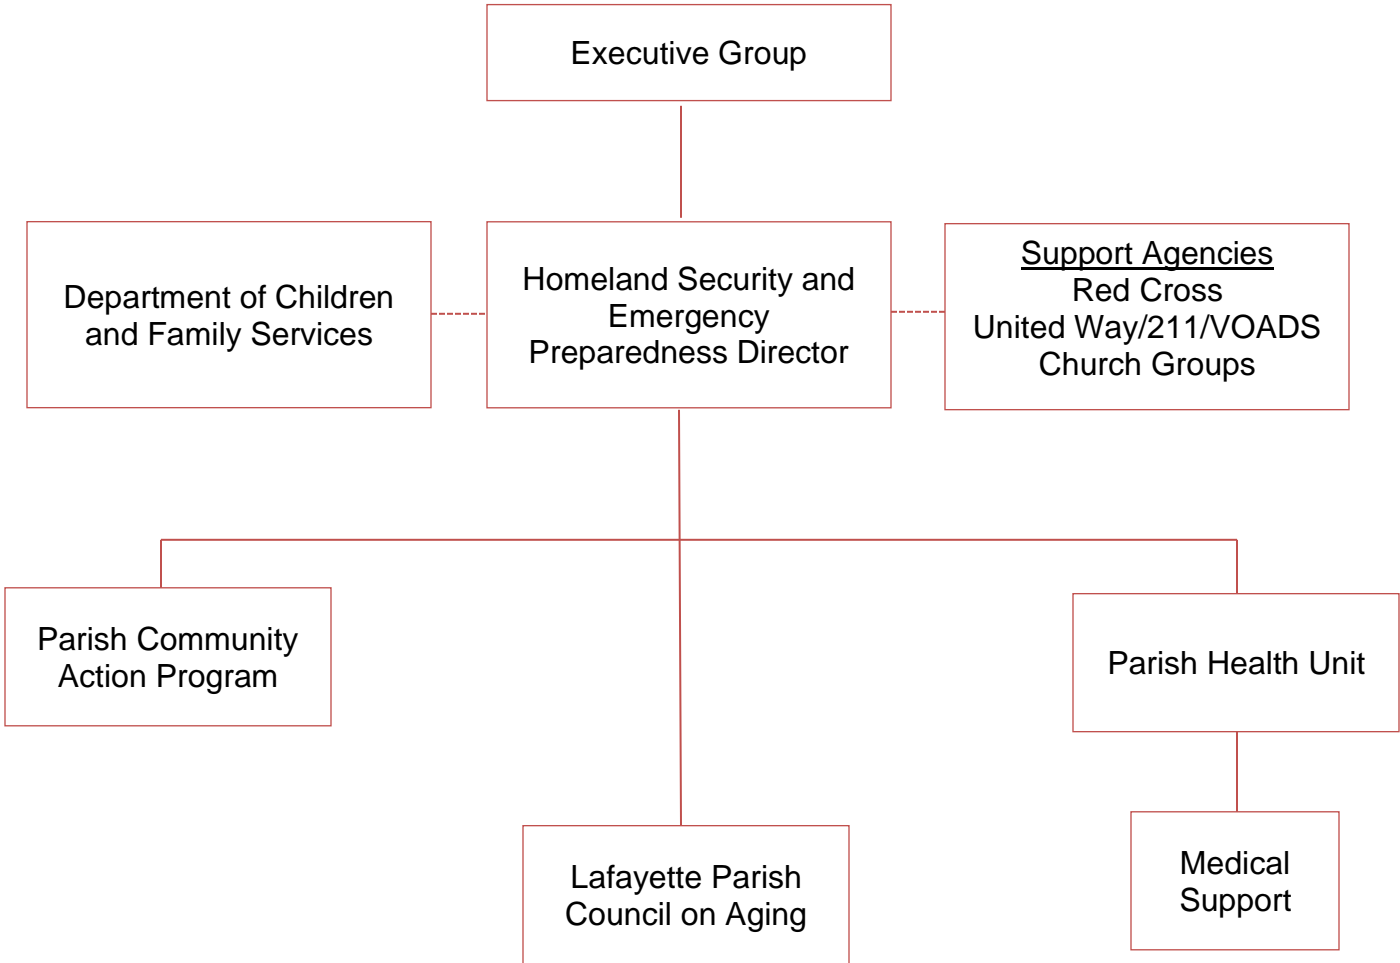 Executive Group
Department of Children
and Family Services
Homeland Security and
Emergency
Preparedness Director
Support Agencies
Red Cross
United Way/211/VOADS
Church Groups
Parish Community
Action Program
Parish Health Unit
Lafayette Parish
Council on Aging
Medical
Support